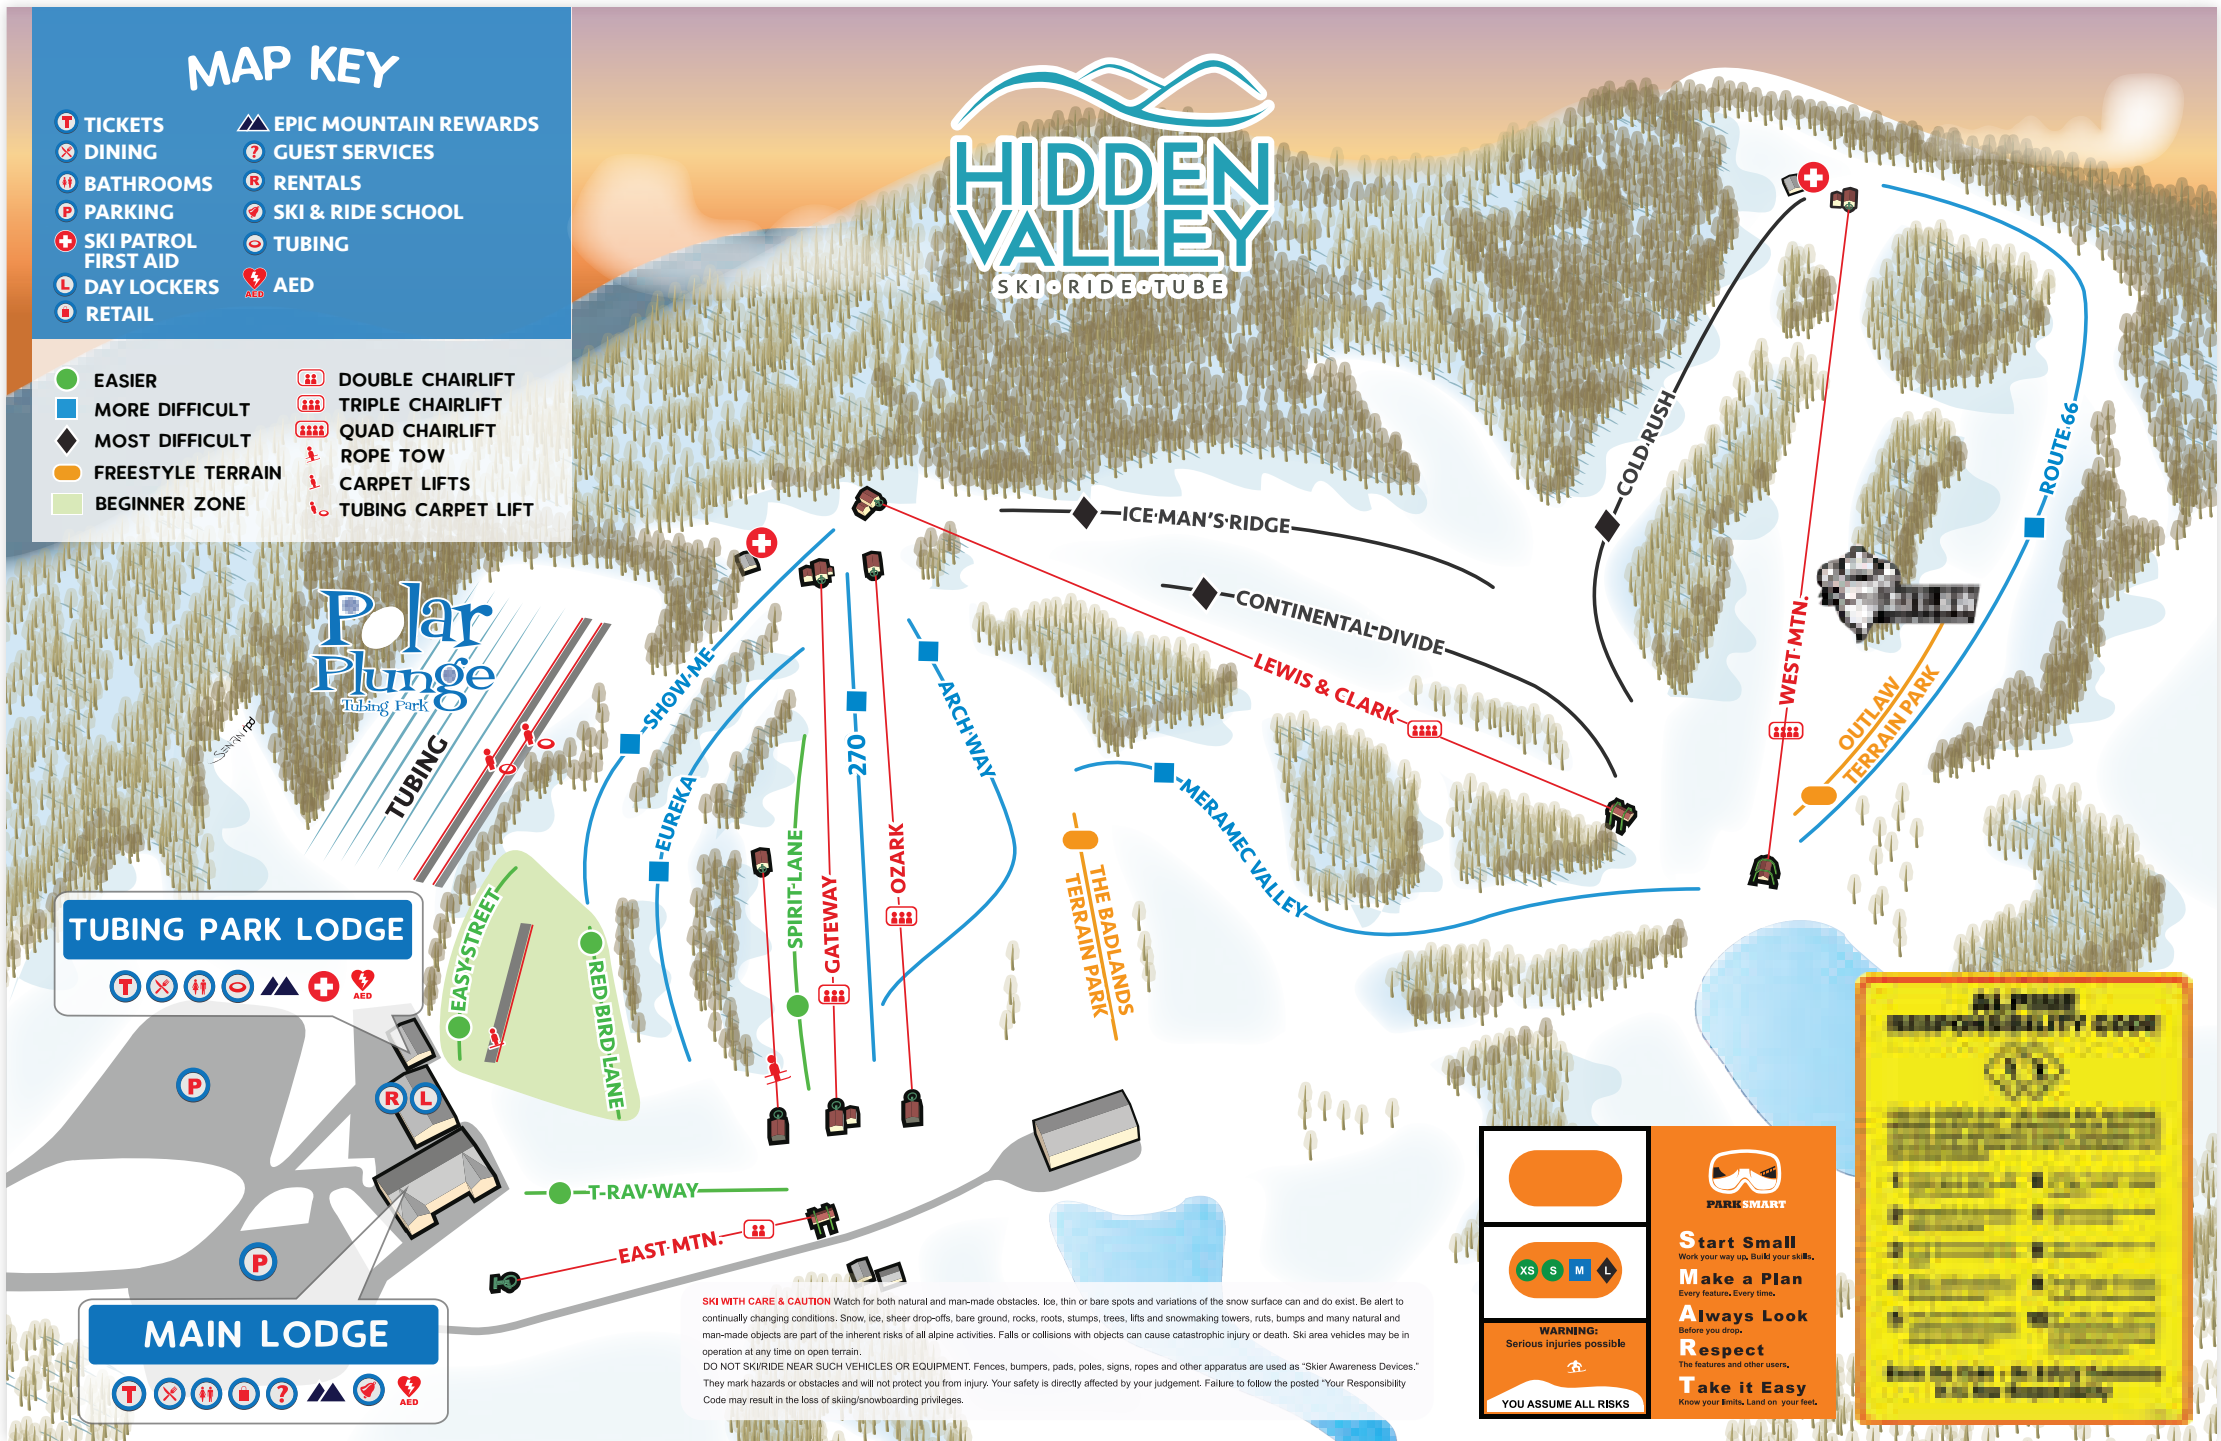 MAP KEY
TICKETS
DINING
BATHROOMS
PARKING
SKI PATROL
FIRST AID
DAY LOCKERS
RETAIL
EPIC MOUNTAIN REWARDS
GUEST SERVICES
RENTALS
SKI & RIDE SCHOOL
TUBING
AED
AED
EASIER
MORE DIFFICULT
MOST DIFFICULT
FREESTYLE TERRAIN
BEGINNER ZONE
DOUBLE CHAIRLIFT
TRIPLE CHAIRLIFT
QUAD CHAIRLIFT
ROPE TOW
CARPET LIFTS
TUBING CARPET LIFT
HIDDEN
VALLEY
SKI•RIDE•TUBE
COLD RUSH
ROUTE 66
ICE MAN'S RIDGE
CONTINENTAL DIVIDE
LEWIS & CLARK
WEST MTN.
OUTLAW
TERRAIN PARK
Polar
Plunge
Tubing Park
TUBING
SHOW-ME
EUREKA
SPIRIT LANE
GATEWAY
270
OZARK
ARCH WAY
MERAMEC VALLEY
THE BADLANDS
TERRAIN PARK
EASY STREET
RED BIRD LANE
T-RAV WAY
EAST MTN.
TUBING PARK LODGE
T
AED
P
R L
P
MAIN LODGE
T
?
AED
SKI WITH CARE & CAUTION Watch for both natural and man-made obstacles. Ice, thin or bare spots and variations of the snow surface can and do exist. Be alert to
continually changing conditions. Snow, ice, sheer drop-offs, bare ground, rocks, roots, stumps, trees, lifts and snowmaking towers, ruts, bumps and many natural and
man-made objects are part of the inherent risks of all alpine activities. Falls or collisions with objects can cause catastrophic injury or death. Ski area vehicles may be in
operation at any time on open terrain.
DO NOT SKI/RIDE NEAR SUCH VEHICLES OR EQUIPMENT. Fences, bumpers, pads, poles, signs, ropes and other apparatus are used as "Skier Awareness Devices."
They mark hazards or obstacles and will not protect you from injury. Your safety is directly affected by your judgement. Failure to follow the posted "Your Responsibility
Code may result in the loss of skiing/snowboarding privileges.
XS S M L
WARNING:
Serious injuries possible
YOU ASSUME ALL RISKS
PARK SMART
Start Small
Work your way up. Build your skills.
Make a Plan
Every feature. Every time.
Always Look
Before you drop.
Respect
The features and other users.
Take it Easy
Know your limits. Land on your feet.
ALPINE
RESPONSIBILITY CODE